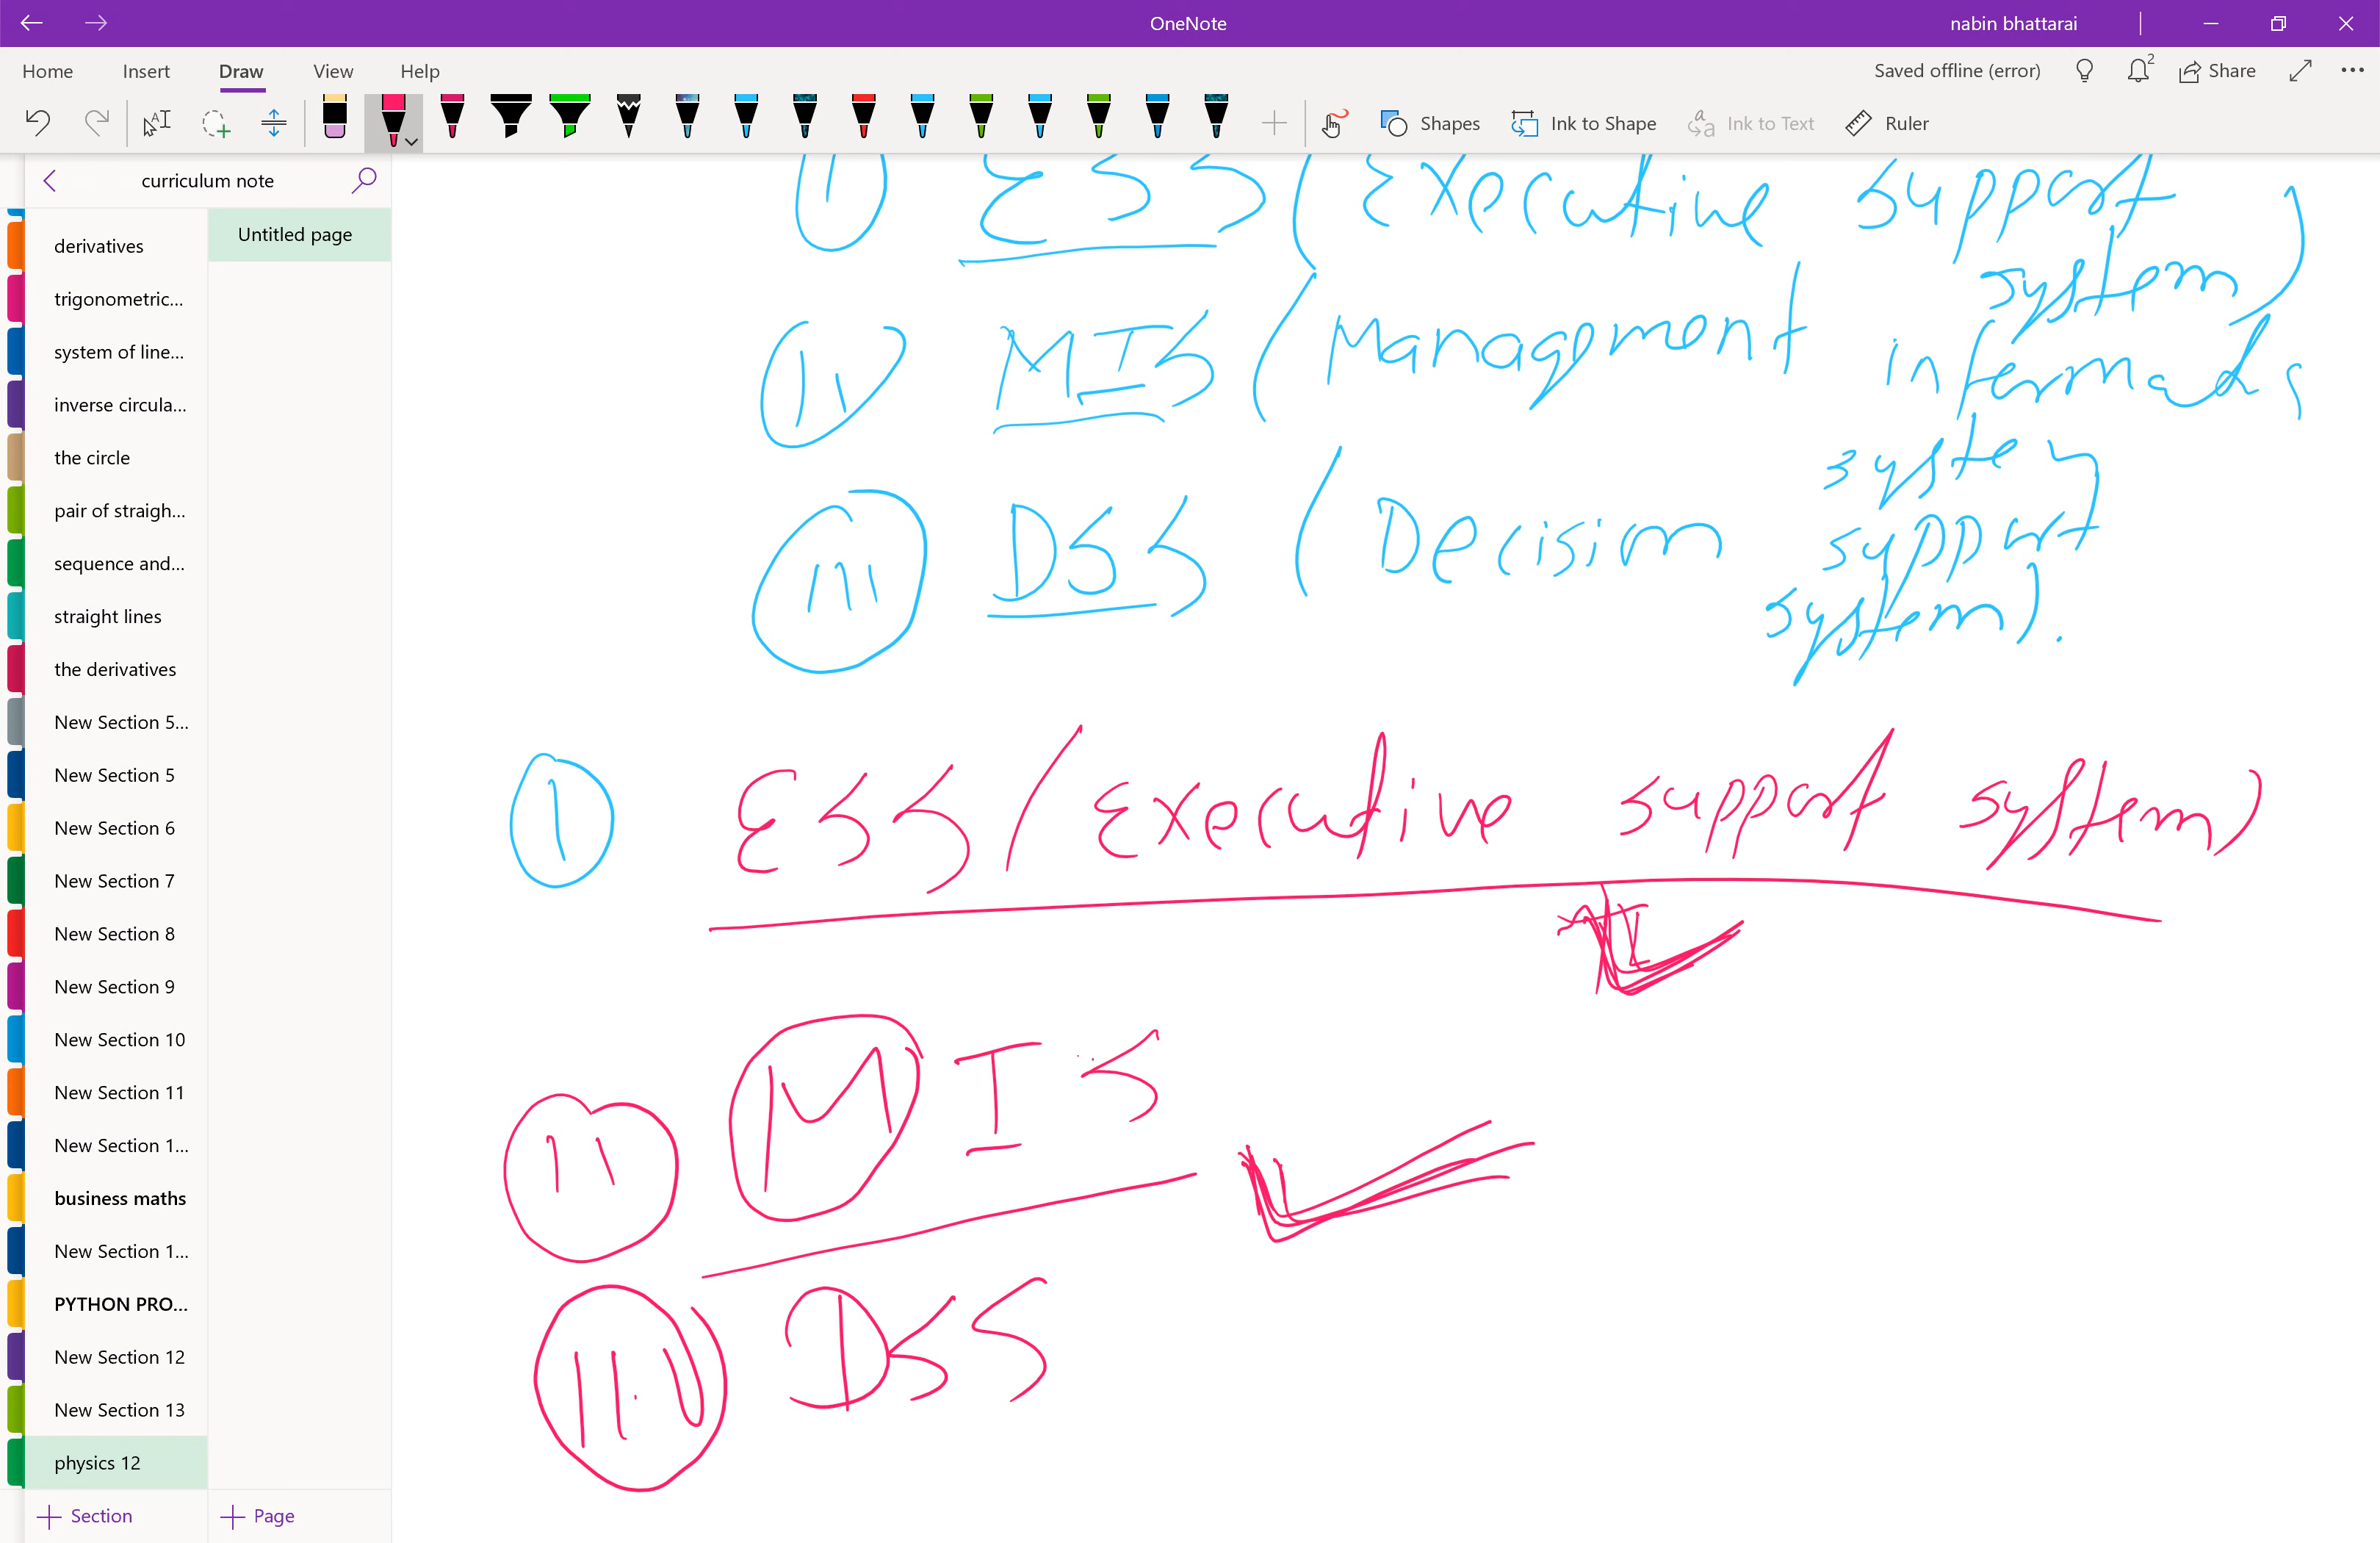 OneNote
nabin bhattarai
Home Insert Draw View Help
Saved offline (error)
2
Share
Shapes
Ink to Shape
Ink to Text
Ruler
curriculum note
Untitled page
derivatives
trigonometric...
system of line...
inverse circula...
the circle
pair of straigh...
sequence and...
straight lines
the derivatives
New Section 5...
New Section 5
New Section 6
New Section 7
New Section 8
New Section 9
New Section 10
New Section 11
New Section 1...
business maths
New Section 1...
PYTHON PRO...
New Section 12
New Section 13
physics 12
Section
Page
I ESS (Executive support
system)
II MIS (Management
system
III DSS (Decision support
system).
I ESS (Executive support system)
II MIS
III DSS